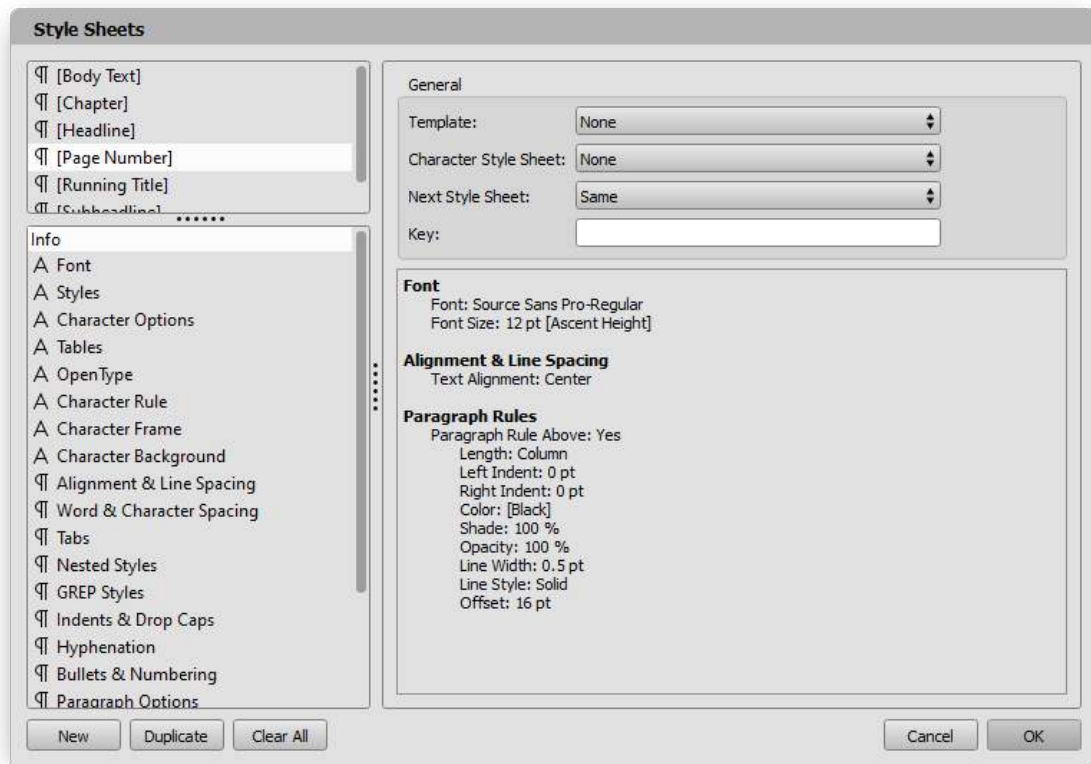 Style Sheets
[Body Text]
[Chapter]
[Headline]
[Page Number]
[Running Title]
[Subheadline]
Info
A Font
A Styles
A Character Options
A Tables
A OpenType
A Character Rule
A Character Frame
A Character Background
¶ Alignment & Line Spacing
¶ Word & Character Spacing
¶ Tabs
¶ Nested Styles
¶ GREP Styles
¶ Indents & Drop Caps
¶ Hyphenation
¶ Bullets & Numbering
¶ Paragraph Options
New Duplicate Clear All
General
Template: None
Character Style Sheet: None
Next Style Sheet: Same
Key:
Font
Font: Source Sans Pro-Regular
Font Size: 12 pt [Ascent Height]
Alignment & Line Spacing
Text Alignment: Center
Paragraph Rules
Paragraph Rule Above: Yes
Length: Column
Left Indent: 0 pt
Right Indent: 0 pt
Color: [Black]
Shade: 100 %
Opacity: 100 %
Line Width: 0.5 pt
Line Style: Solid
Offset: 16 pt
Cancel OK